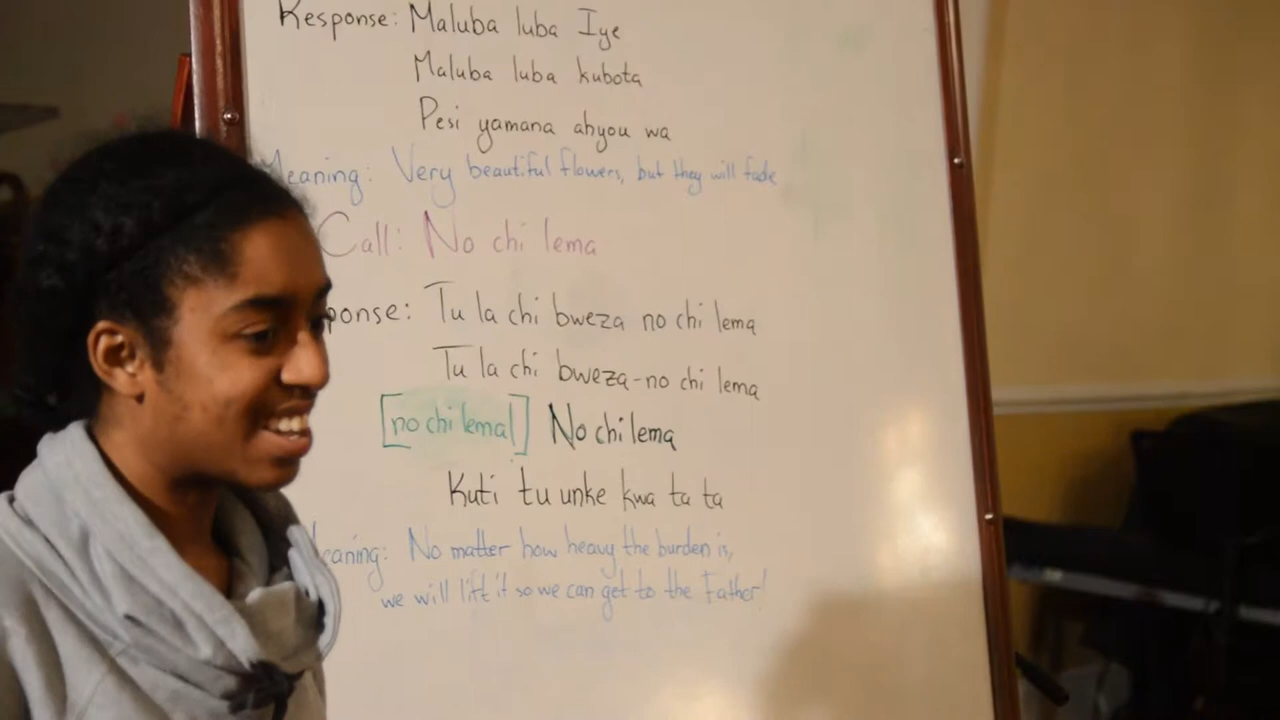 Response: Maluba luba Iye
Maluba luba kubota
Pesi yamana abyou wa
Meaning: Very beautiful flowers, but they will fade
Call: No chi lema
ponse: Tu la chi bweza no chi lema
Tu la chi bweza-no chi lema
[no chi lema!] No chi lema
Kuti tu unke kwa ta ta
eaning: No matter how heavy the burden is,
we will lift it so we can get to the Father!